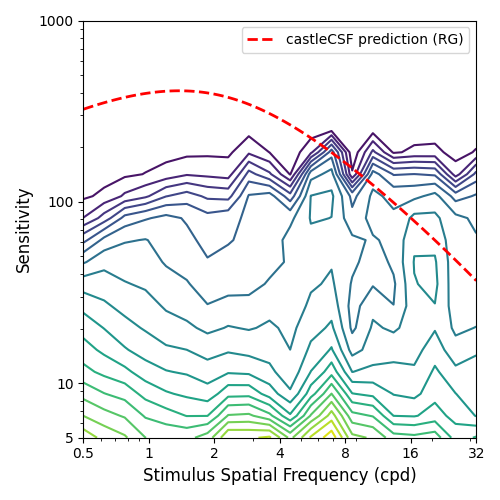 1000
castleCSF prediction (RG)
100
Sensitivity
10
5
0.5 1 2 4 8 16 32
Stimulus Spatial Frequency (cpd)